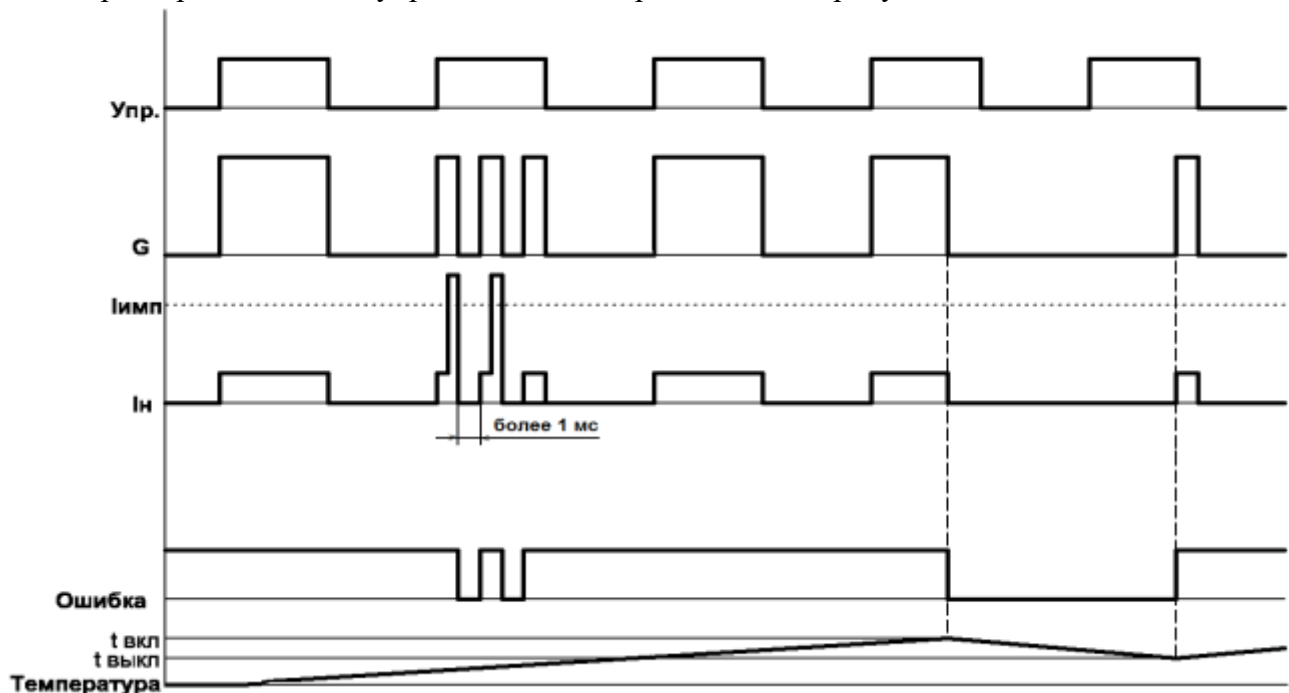 Упр.
G
Iимп
Iн
более 1 мс
Ошибка
t вкл
t выкл
Температура